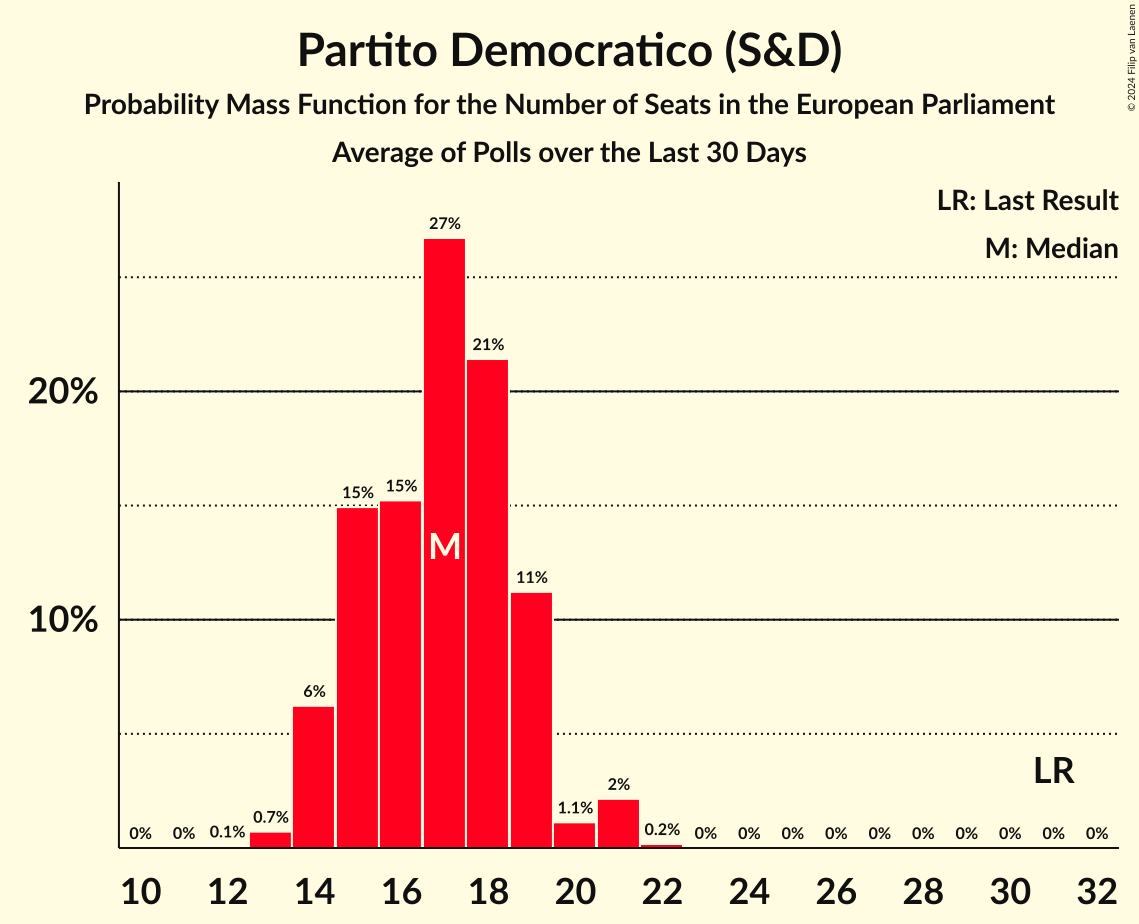 Partito Democratico (S&D)
Probability Mass Function for the Number of Seats in the European Parliament
Average of Polls over the Last 30 Days
© 2024 Filip van Laenen
LR: Last Result
M: Median
20%
10%
0% 0% 0.1% 0.7% 6% 15% 15% 27% 21% 11% 1.1% 2% 0.2% 0% 0% 0% 0% 0% 0% 0% 0% 0% 0%
M
LR
10 12 14 16 18 20 22 24 26 28 30 32